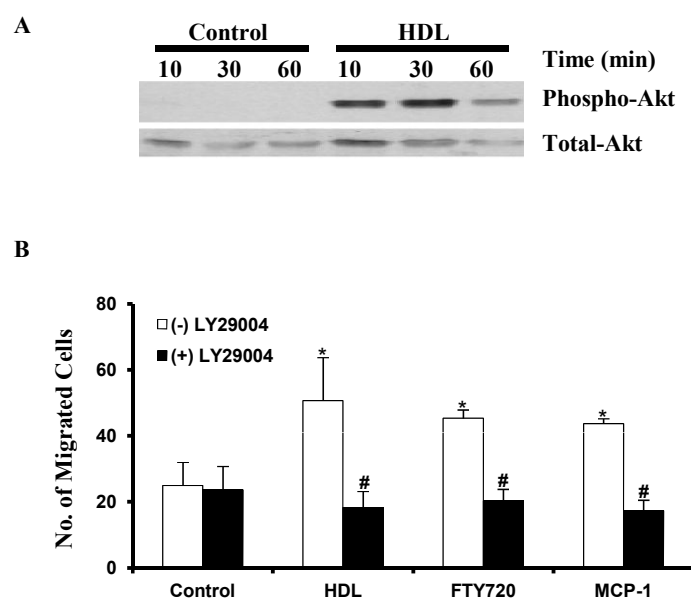 A
Control HDL
10 30 60 10 30 60 Time (min)
Phospho-Akt
Total-Akt
B
80
60
40
20
0
No. of Migrated Cells
(-) LY29004
(+) LY29004
*
#
*
#
*
#
Control HDL FTY720 MCP-1